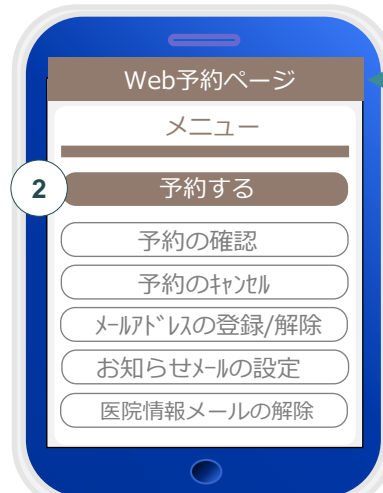 Web予約ページ
メニュー
2
予約する
予約の確認
予約のｷｬﾝｾﾙ
ﾒｰﾙｱﾄﾞﾚｽの登録/解除
お知らせﾒｰﾙの設定
医院情報メールの解除